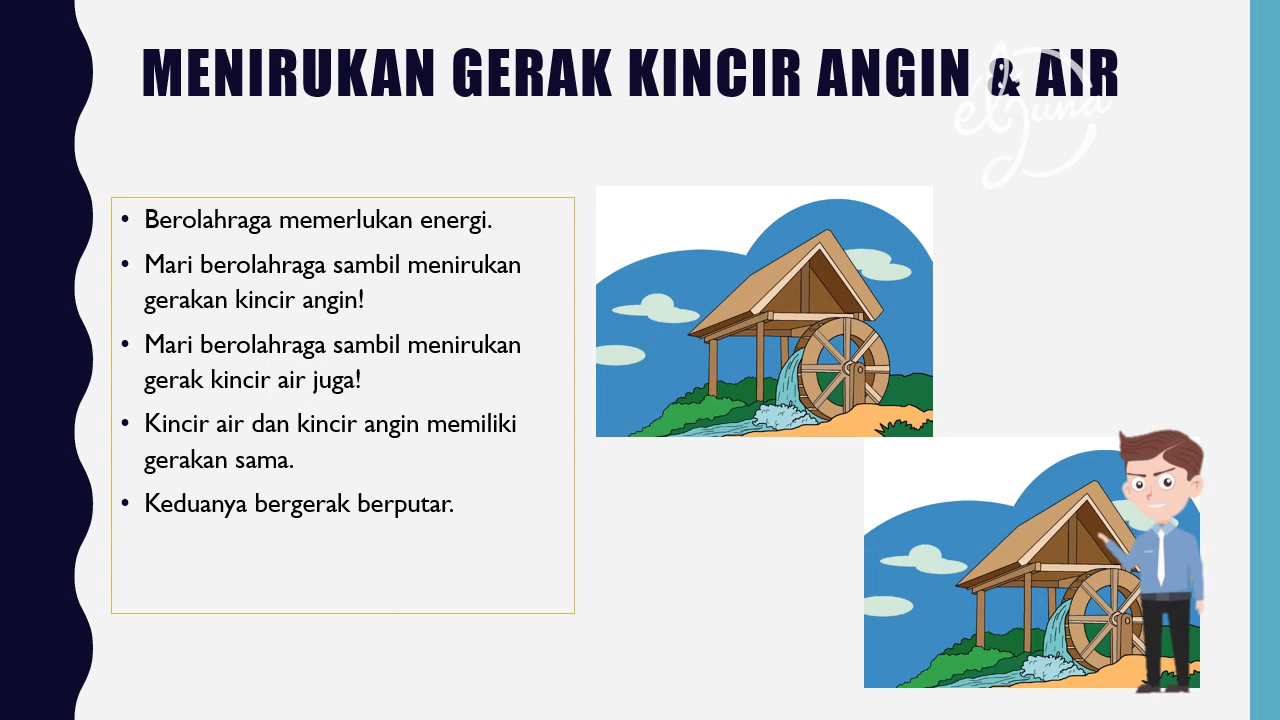 MENIRUKAN GERAK KINCIR ANGIN & AIR
elJuna
• Berolahraga memerlukan energi.
• Mari berolahraga sambil menirukan
gerakan kincir angin!
• Mari berolahraga sambil menirukan
gerak kincir air juga!
• Kincir air dan kincir angin memiliki
gerakan sama.
• Keduanya bergerak berputar.